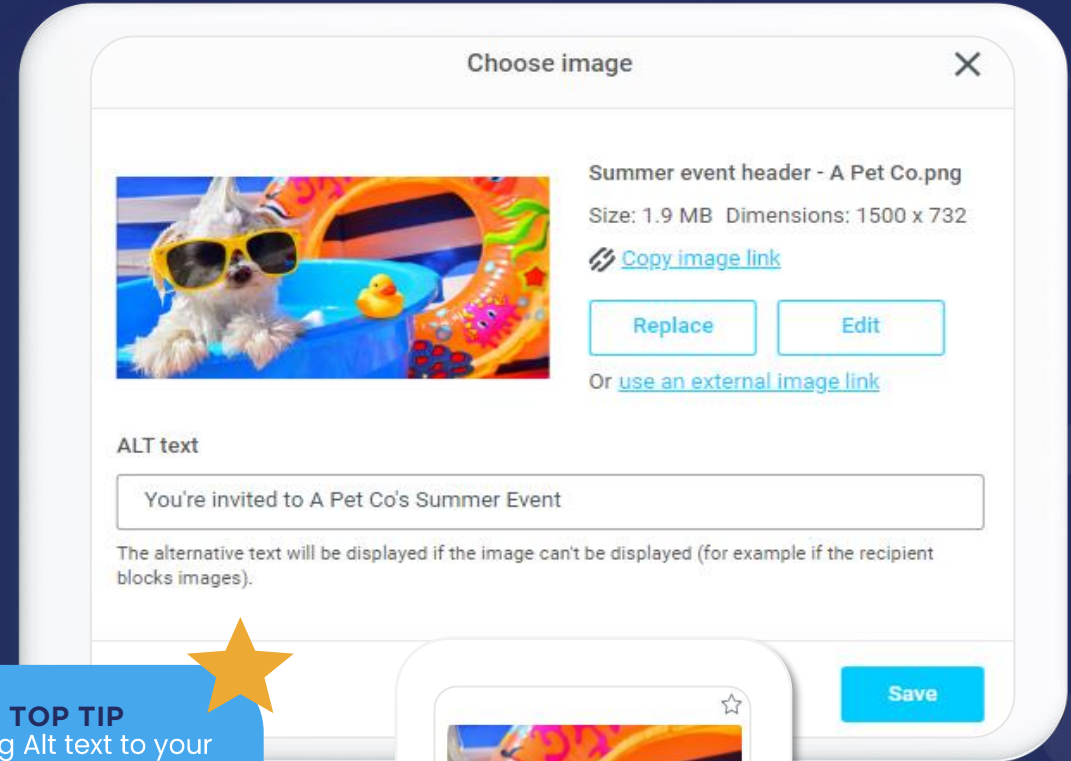 Choose image
Summer event header - A Pet Co.png
Size: 1.9 MB Dimensions: 1500 x 732
Copy image link
Replace
Edit
Or use an external image link
ALT text
You're invited to A Pet Co's Summer Event
The alternative text will be displayed if the image can't be displayed (for example if the recipient
blocks images).
Save
TOP TIP
Alt text to your